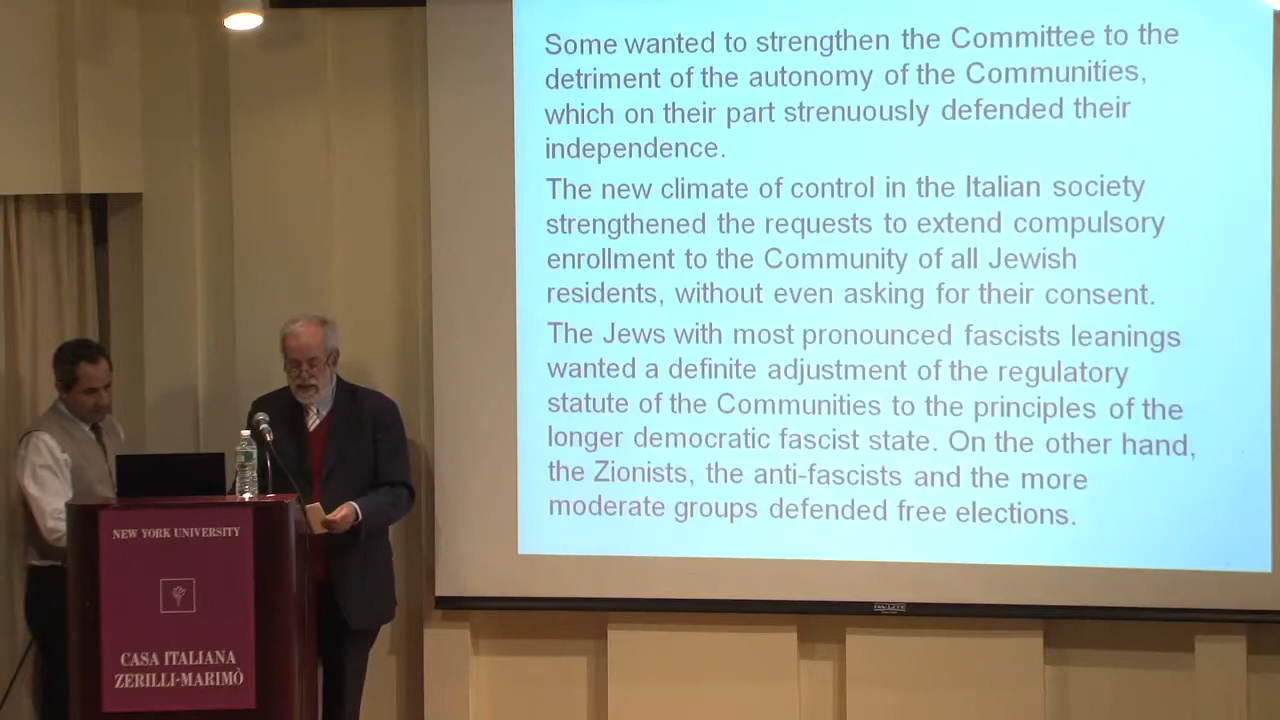 Some wanted to strengthen the Committee to the
detriment of the autonomy of the Communities,
which on their part strenuously defended their
independence.
The new climate of control in the Italian society
strengthened the requests to extend compulsory
enrollment to the Community of all Jewish
residents, without even asking for their consent.
The Jews with most pronounced fascists leanings
wanted a definite adjustment of the regulatory
statute of the Communities to the principles of the
longer democratic fascist state. On the other hand,
the Zionists, the anti-fascists and the more
moderate groups defended free elections.
NEW YORK UNIVERSITY
CASA ITALIANA
ZERILLI-MARIMÒ
DA-LITE